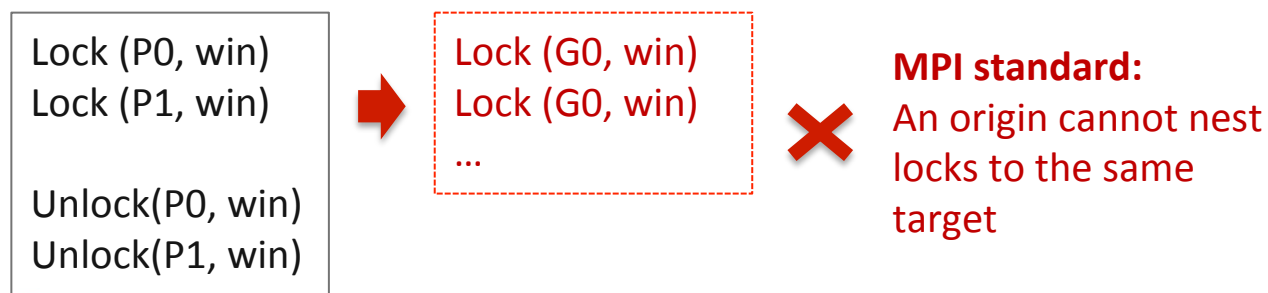 Lock (P0, win)
Lock (P1, win)
Unlock(P0, win)
Unlock(P1, win)
Lock (G0, win)
Lock (G0, win)
...
MPI standard:
An origin cannot nest
locks to the same
target